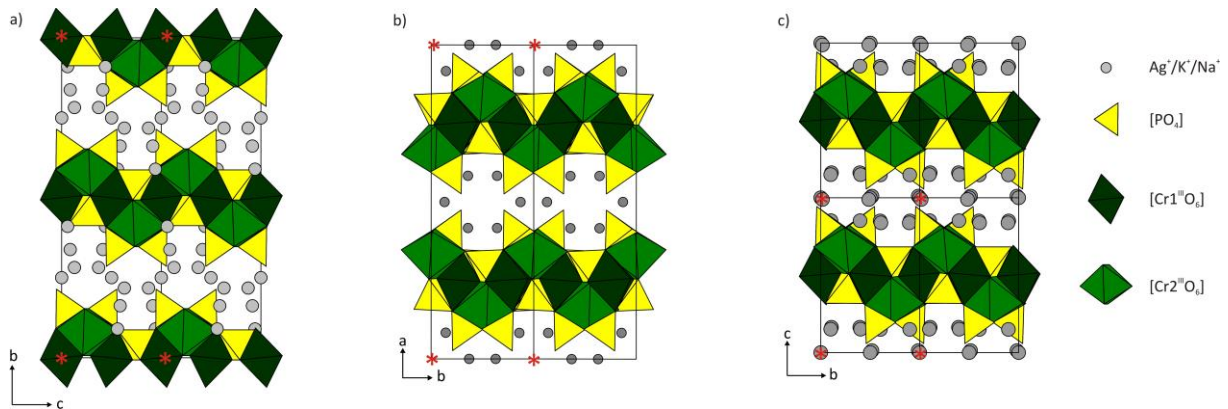 a)
b)
c)
Ag⁺/K⁺/Na⁺
[PO₄]
[Cr1ᴵᴵᴵO₆]
[Cr2ᴵᴵᴵO₆]
b
c
a
b
c
b